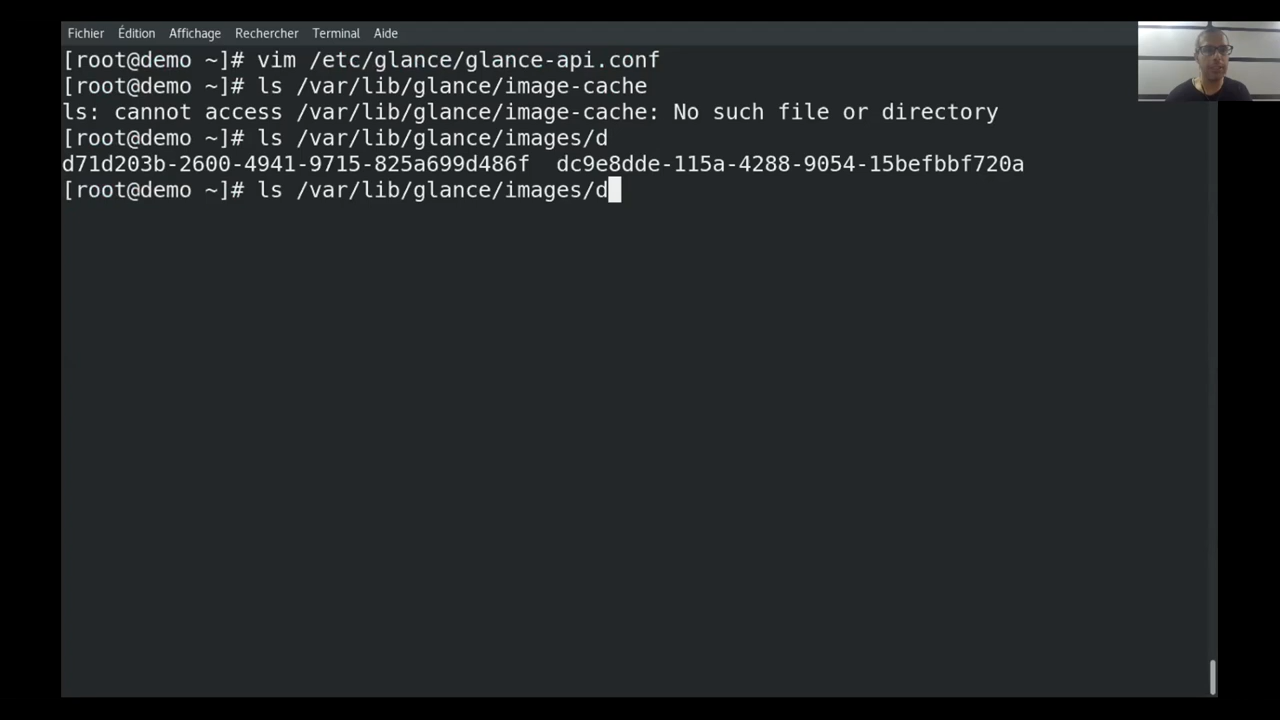 Fichier Édition Affichage Rechercher Terminal Aide
[root@demo ~]# vim /etc/glance/glance-api.conf
[root@demo ~]# ls /var/lib/glance/image-cache
ls: cannot access /var/lib/glance/image-cache: No such file or directory
[root@demo ~]# ls /var/lib/glance/images/d
d71d203b-2600-4941-9715-825a699d486f  dc9e8dde-115a-4288-9054-15befbbf720a
[root@demo ~]# ls /var/lib/glance/images/d